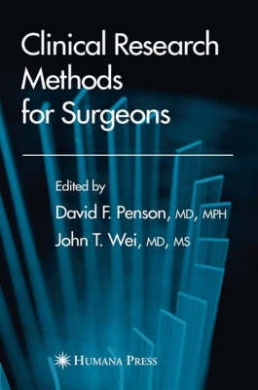 Clinical Research
Methods
for Surgeons
Edited by
David F. Penson, MD, MPH
John T. Wei, MD, MS
HUMANA PRESS